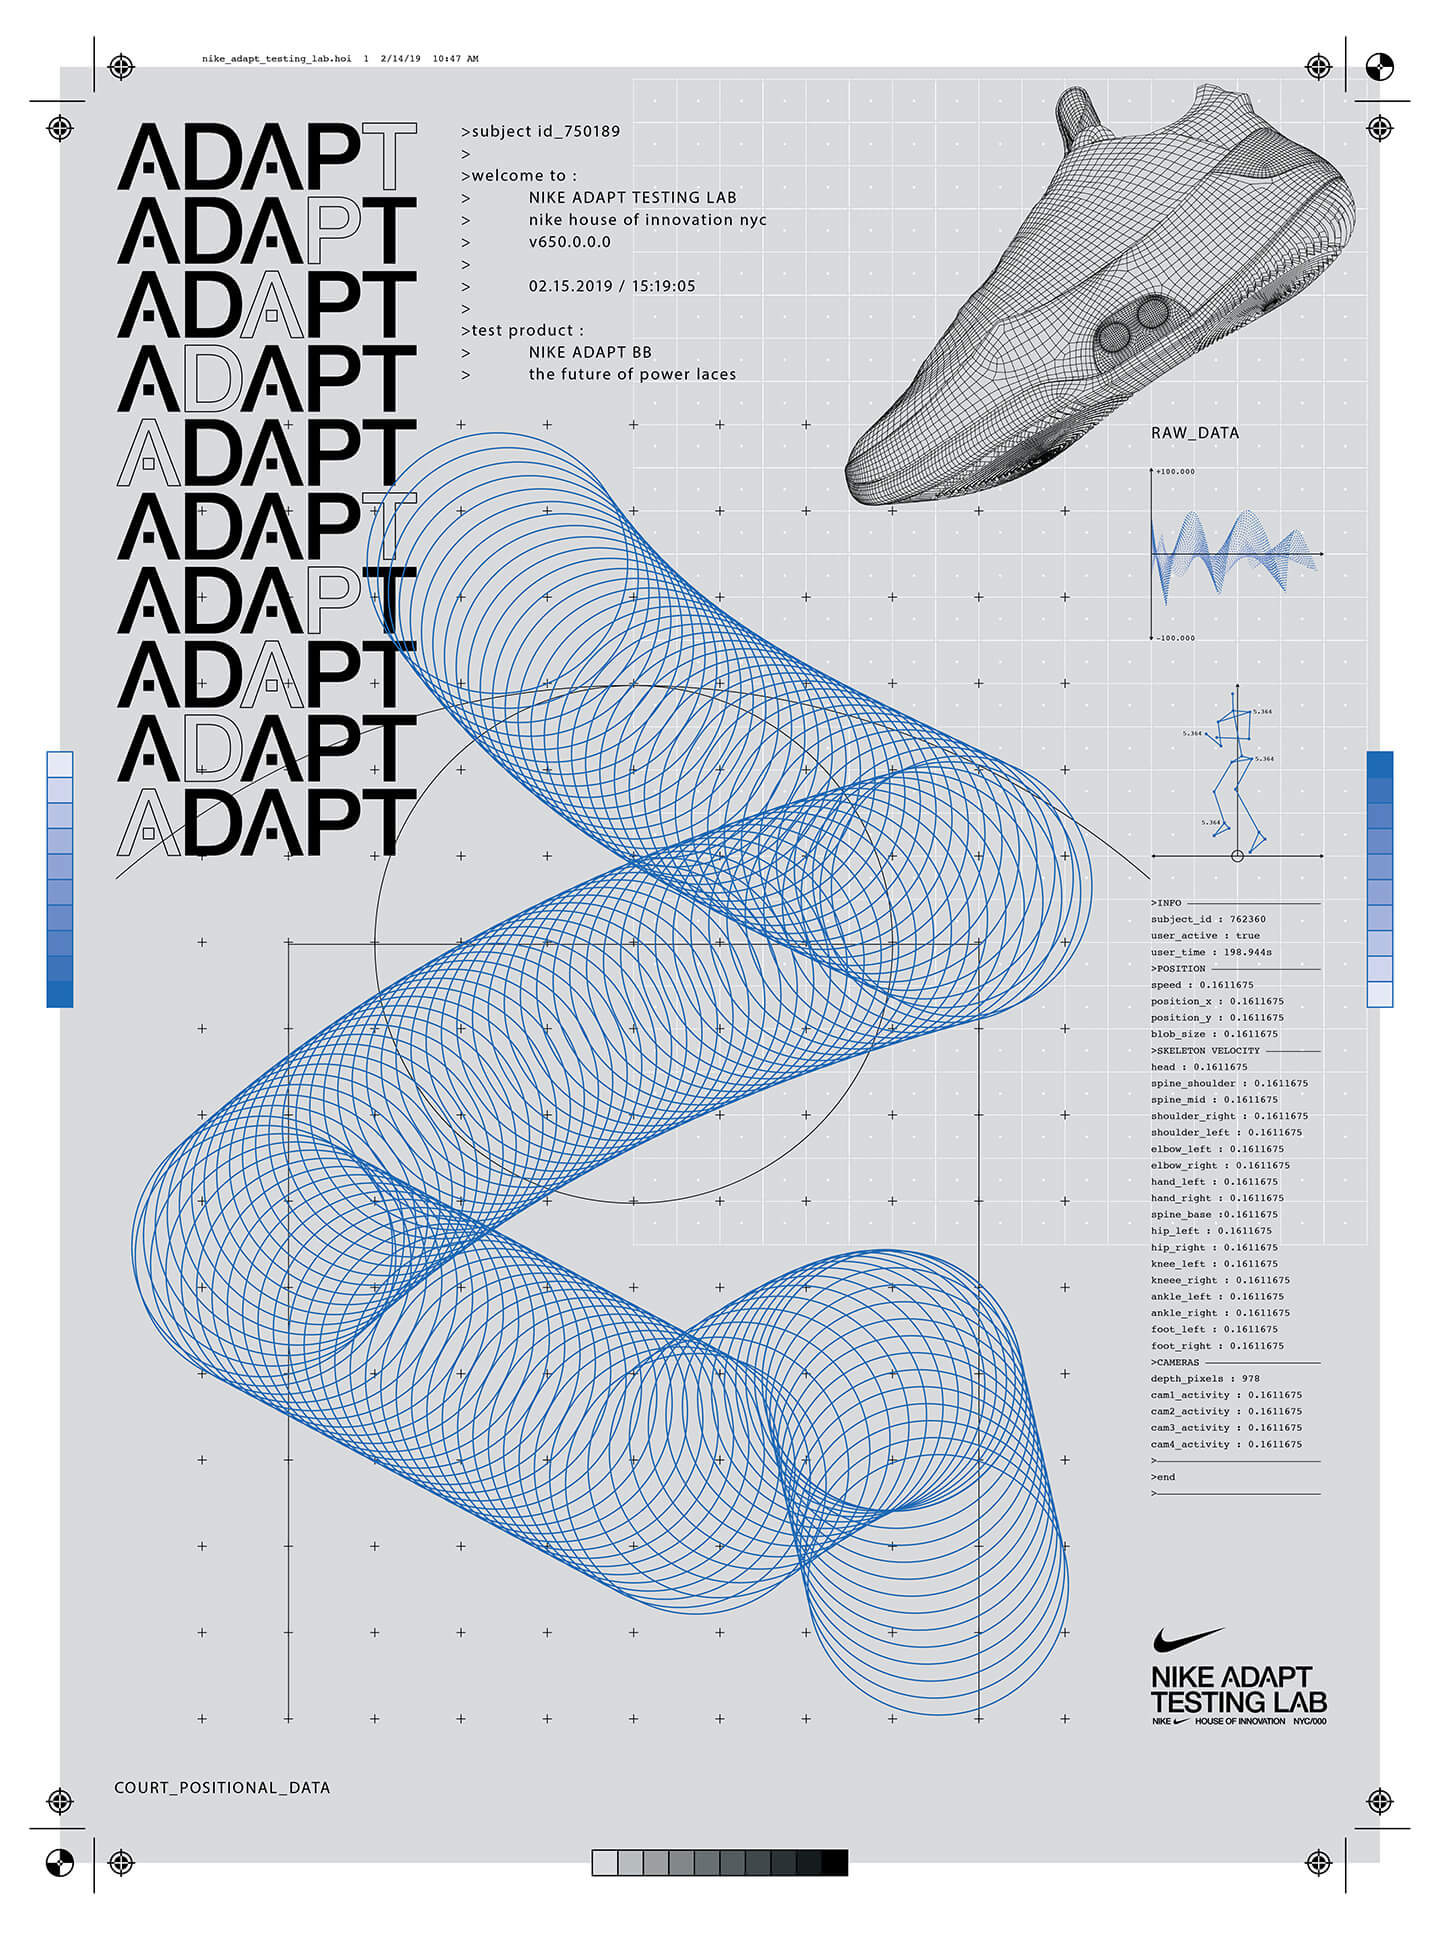 nike_adapt_testing_lab.hoi 1 2/14/19 10:47 AM
ADAPT
ADAPT
ADAPT
ADAPT
ADAPT
ADAPT
ADAPT
ADAPT
ADAPT
ADAPT
>subject id_750189
>
>welcome to :
> NIKE ADAPT TESTING LAB
> nike house of innovation nyc
> v650.0.0.0
>
> 02.15.2019 / 15:19:05
>
>test product :
> NIKE ADAPT BB
> the future of power laces
RAW_DATA
+100.000
-100.000
5.364
5.364
5.364
5.364
>INFO
subject_id : 762360
user_active : true
user_time : 198.944s
>POSITION
speed : 0.1611675
position_x : 0.1611675
position_y : 0.1611675
blob_size : 0.1611675
>SKELETON VELOCITY
head : 0.1611675
spine_shoulder : 0.1611675
spine_mid : 0.1611675
shoulder_right : 0.1611675
shoulder_left : 0.1611675
elbow_left : 0.1611675
elbow_right : 0.1611675
hand_left : 0.1611675
hand_right : 0.1611675
spine_base :0.1611675
hip_left : 0.1611675
hip_right : 0.1611675
knee_left : 0.1611675
kneee_right : 0.1611675
ankle_left : 0.1611675
ankle_right : 0.1611675
foot_left : 0.1611675
foot_right : 0.1611675
>CAMERAS
depth_pixels : 978
cam1_activity : 0.1611675
cam2_activity : 0.1611675
cam3_activity : 0.1611675
cam4_activity : 0.1611675
>
>end
>
NIKE ADAPT
TESTING LAB
NIKE HOUSE OF INNOVATION NYC/000
COURT_POSITIONAL_DATA